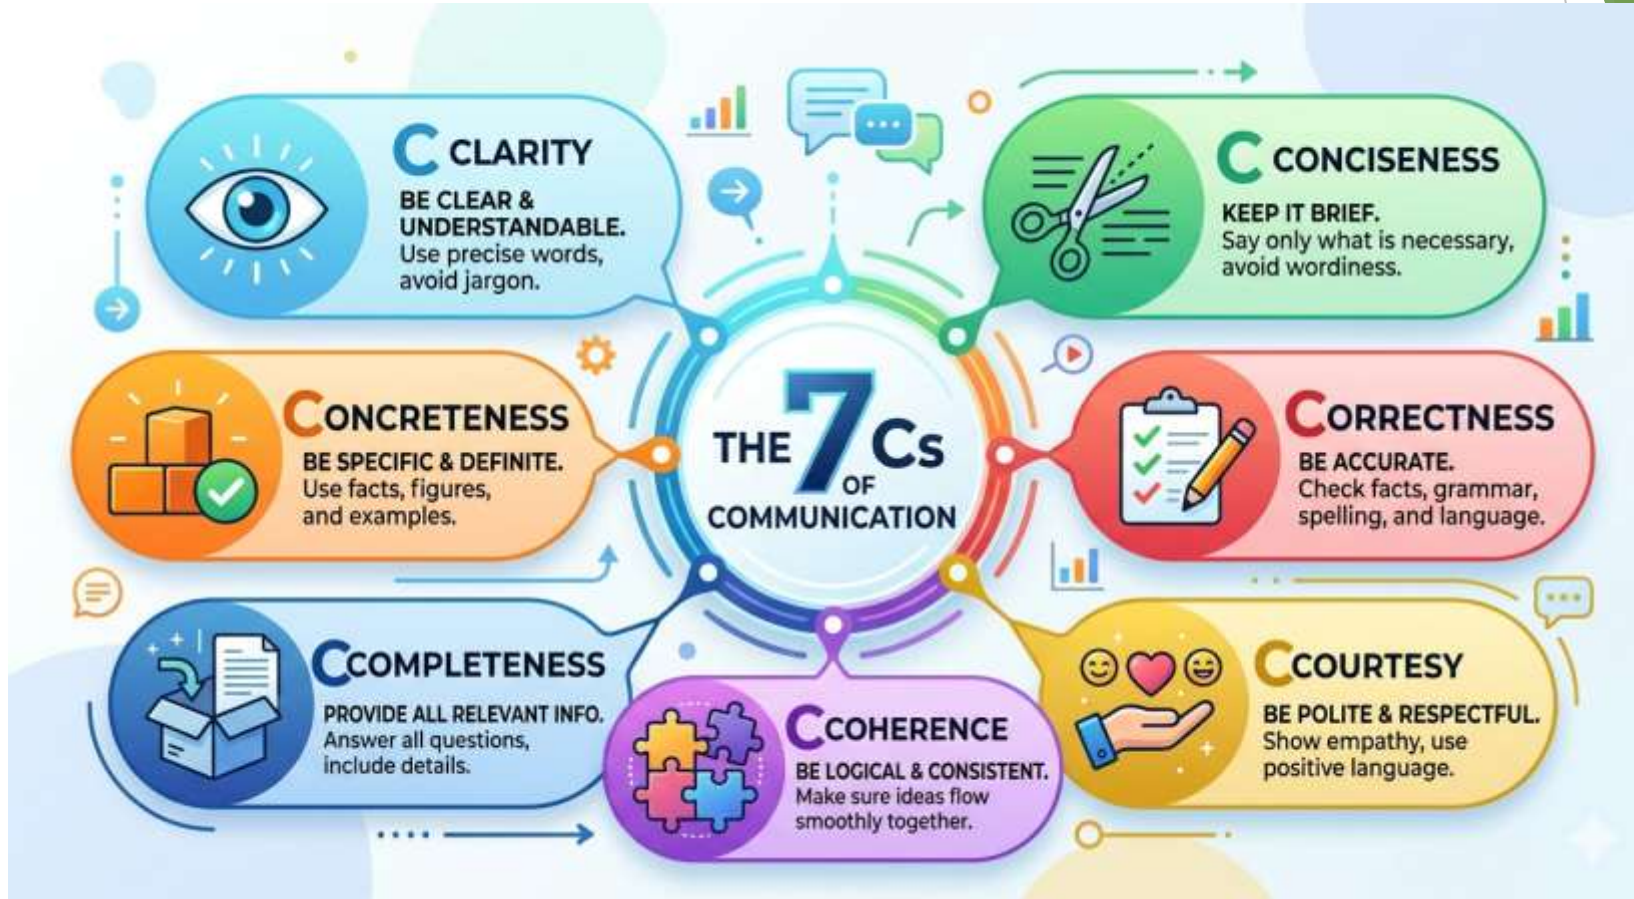 THE 7 Cs
OF
COMMUNICATION
C CLARITY
BE CLEAR &
UNDERSTANDABLE.
Use precise words,
avoid jargon.
C CONCISENESS
KEEP IT BRIEF.
Say only what is necessary,
avoid wordiness.
CONCRETENESS
BE SPECIFIC & DEFINITE.
Use facts, figures,
and examples.
CORRECTNESS
BE ACCURATE.
Check facts, grammar,
spelling, and language.
CCOMPLETENESS
PROVIDE ALL RELEVANT INFO.
Answer all questions,
include details.
CCOHERENCE
BE LOGICAL & CONSISTENT.
Make sure ideas flow
smoothly together.
CCOURTESY
BE POLITE & RESPECTFUL.
Show empathy, use
positive language.